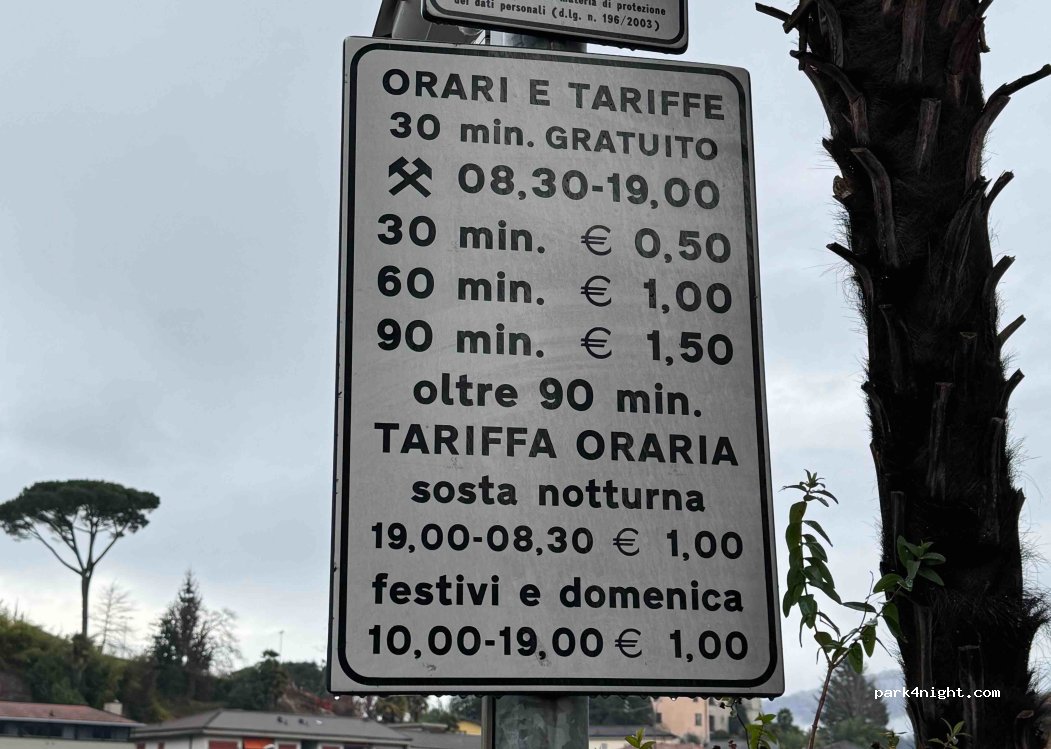 materia di protezione
dei dati personali (d.lg. n. 196/2003)
ORARI E TARIFFE
30 min. GRATUITO
08,30-19,00
30 min. € 0,50
60 min. € 1,00
90 min. € 1,50
oltre 90 min.
TARIFFA ORARIA
sosta notturna
19,00-08,30 € 1,00
festivi e domenica
10,00-19,00 € 1,00
park4night.com